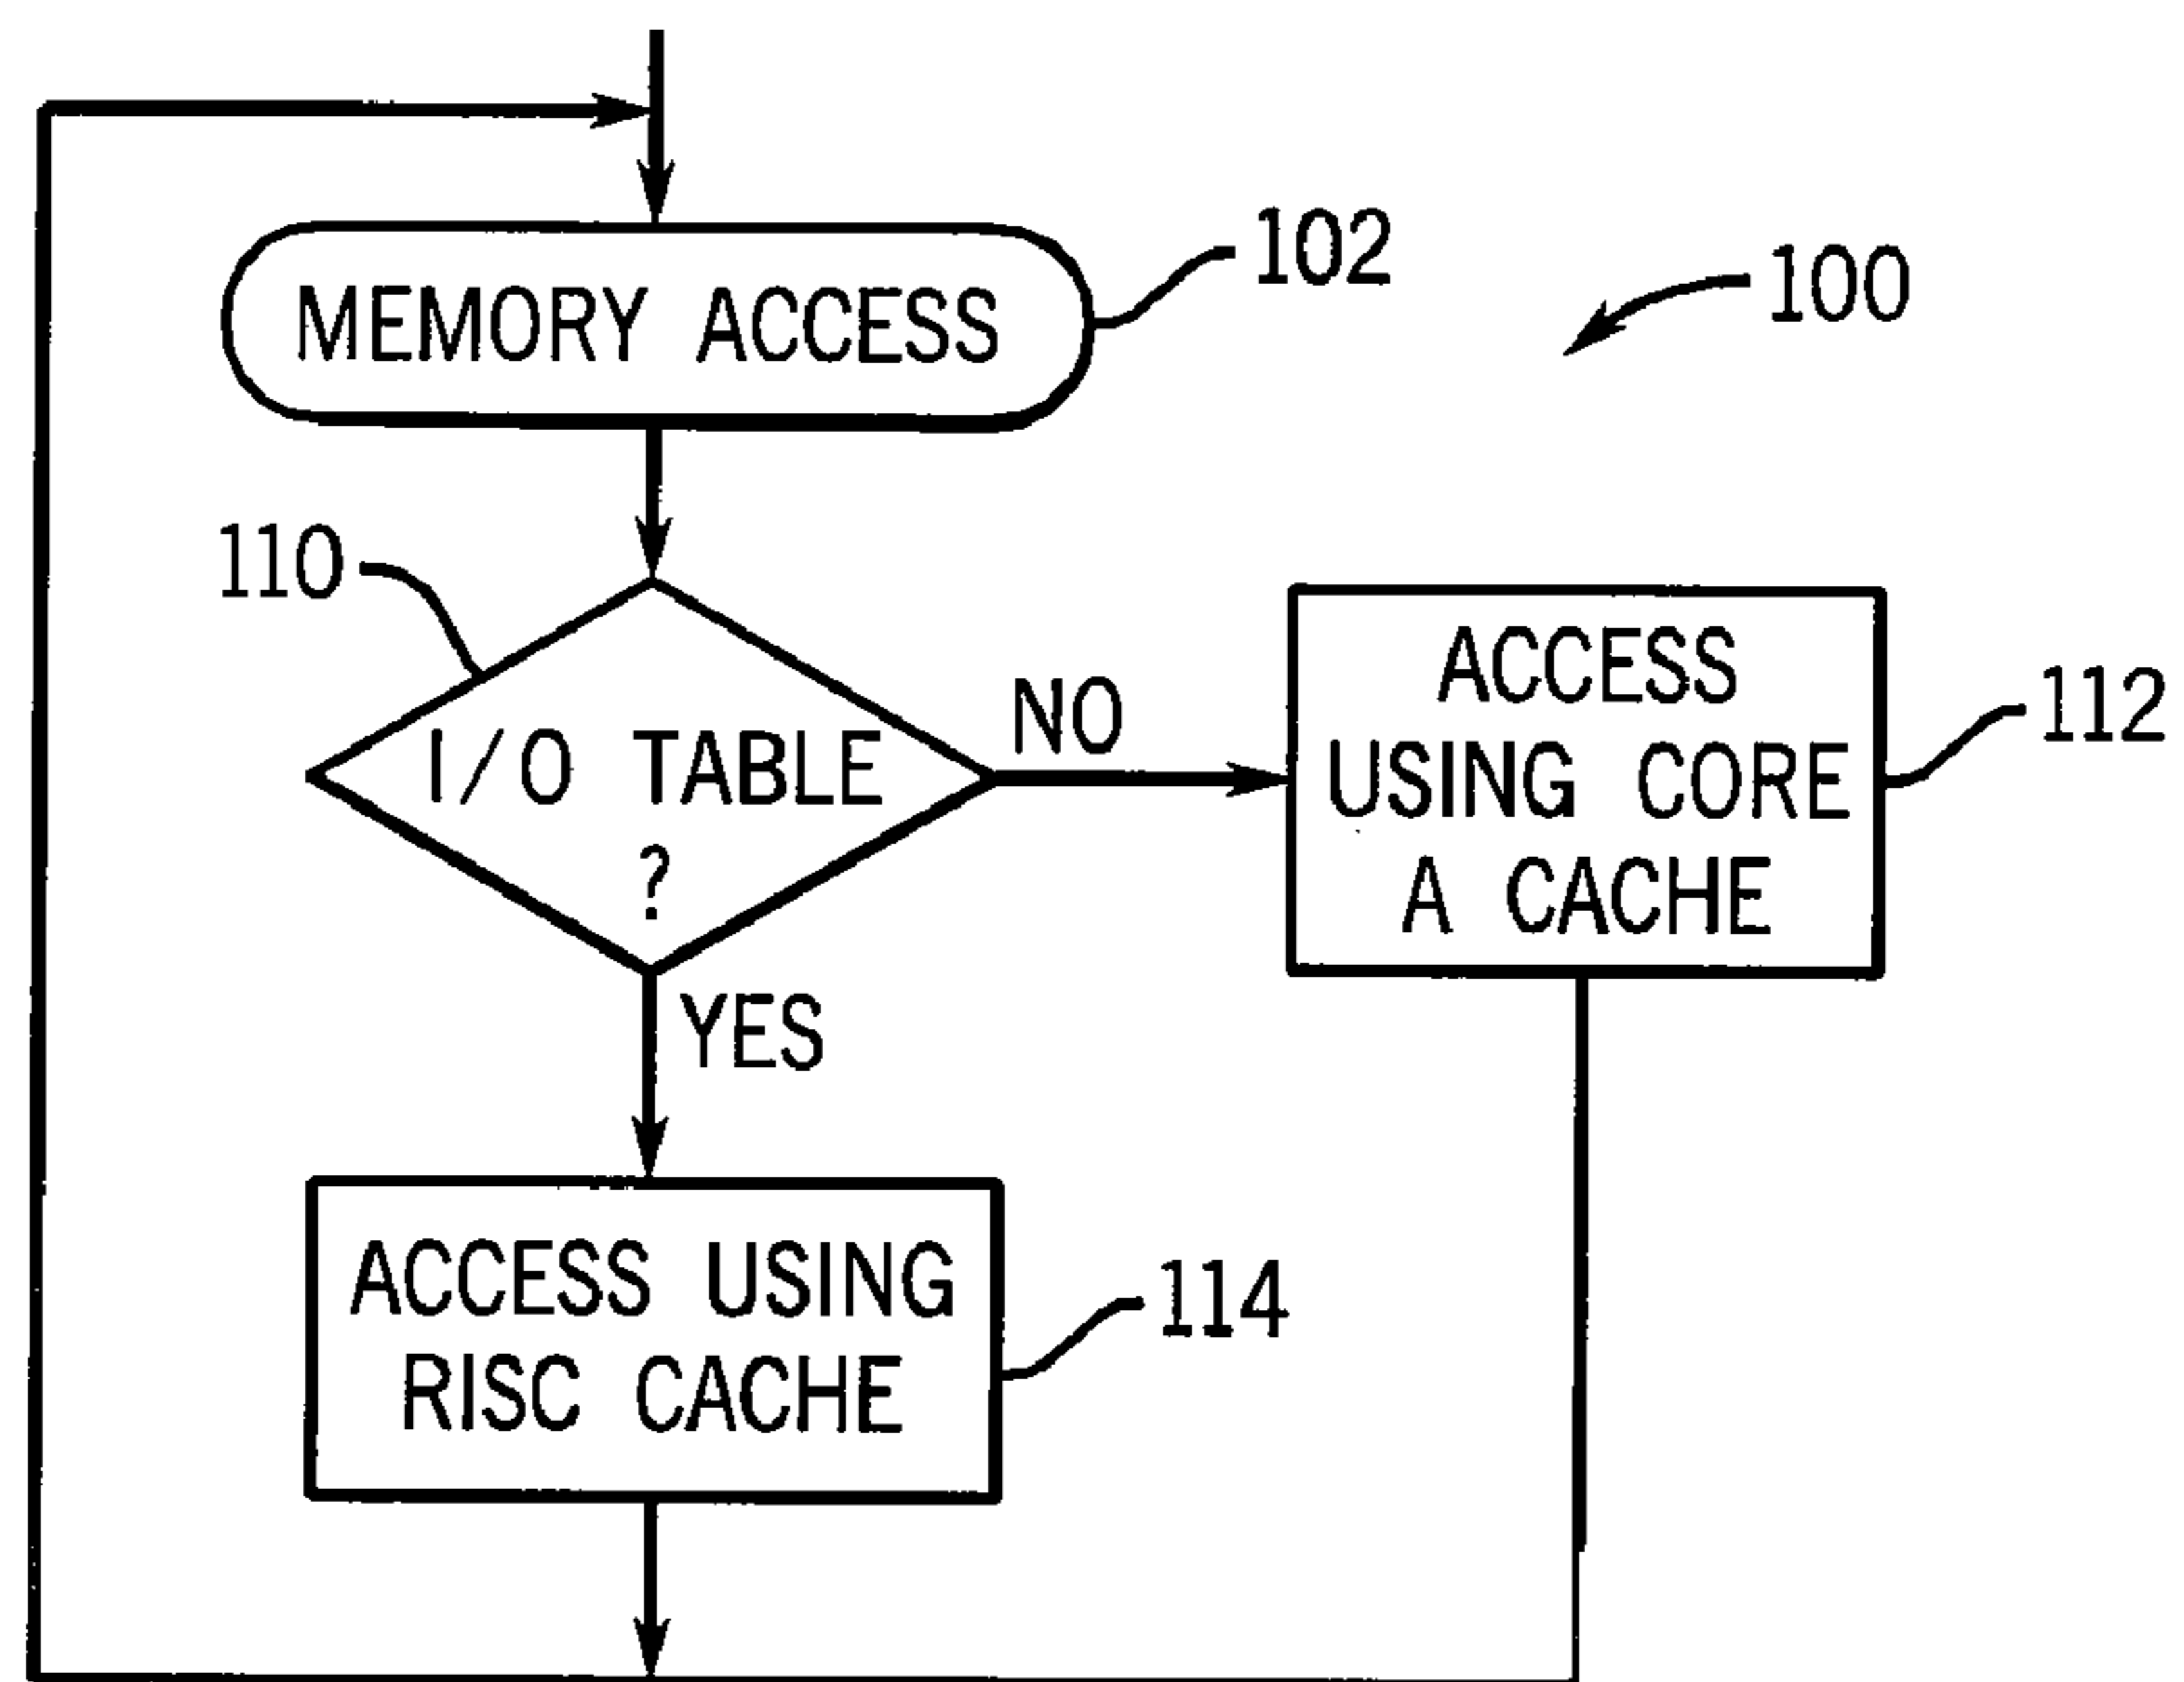 102
100
MEMORY ACCESS
110
I/O TABLE
?
NO
ACCESS
USING CORE
A CACHE
112
YES
ACCESS USING
RISC CACHE
114